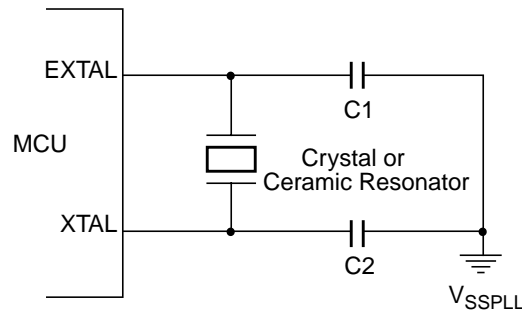 EXTAL
C1
MCU
Crystal or
Ceramic Resonator
XTAL
C2
VSSPLL